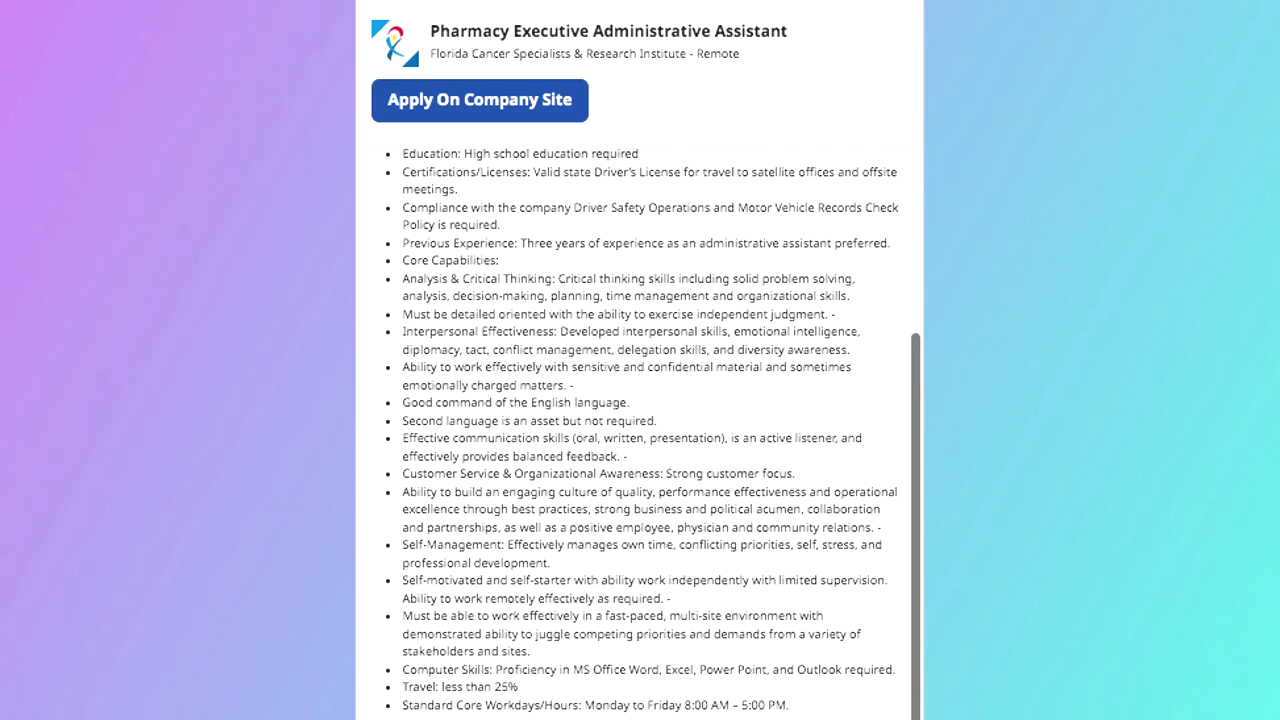 Pharmacy Executive Administrative Assistant
Florida Cancer Specialists & Research Institute - Remote
Apply On Company Site
• Education: High school education required
• Certifications/Licenses: Valid state Driver's License for travel to satellite offices and offsite
meetings.
• Compliance with the company Driver Safety Operations and Motor Vehicle Records Check
Policy is required.
• Previous Experience: Three years of experience as an administrative assistant preferred.
• Core Capabilities:
• Analysis & Critical Thinking: Critical thinking skills including solid problem solving,
analysis, decision-making, planning, time management and organizational skills.
• Must be detailed oriented with the ability to exercise independent judgment. -
• Interpersonal Effectiveness: Developed interpersonal skills, emotional intelligence,
diplomacy, tact, conflict management, delegation skills, and diversity awareness.
• Ability to work effectively with sensitive and confidential material and sometimes
emotionally charged matters. -
• Good command of the English language.
• Second language is an asset but not required.
• Effective communication skills (oral, written, presentation), is an active listener, and
effectively provides balanced feedback. -
• Customer Service & Organizational Awareness: Strong customer focus.
• Ability to build an engaging culture of quality, performance effectiveness and operational
excellence through best practices, strong business and political acumen, collaboration
and partnerships, as well as a positive employee, physician and community relations. -
• Self-Management: Effectively manages own time, conflicting priorities, self, stress, and
professional development.
• Self-motivated and self-starter with ability work independently with limited supervision.
Ability to work remotely effectively as required. -
• Must be able to work effectively in a fast-paced, multi-site environment with
demonstrated ability to juggle competing priorities and demands from a variety of
stakeholders and sites.
• Computer Skills: Proficiency in MS Office Word, Excel, Power Point, and Outlook required.
• Travel: less than 25%
• Standard Core Workdays/Hours: Monday to Friday 8:00 AM – 5:00 PM.